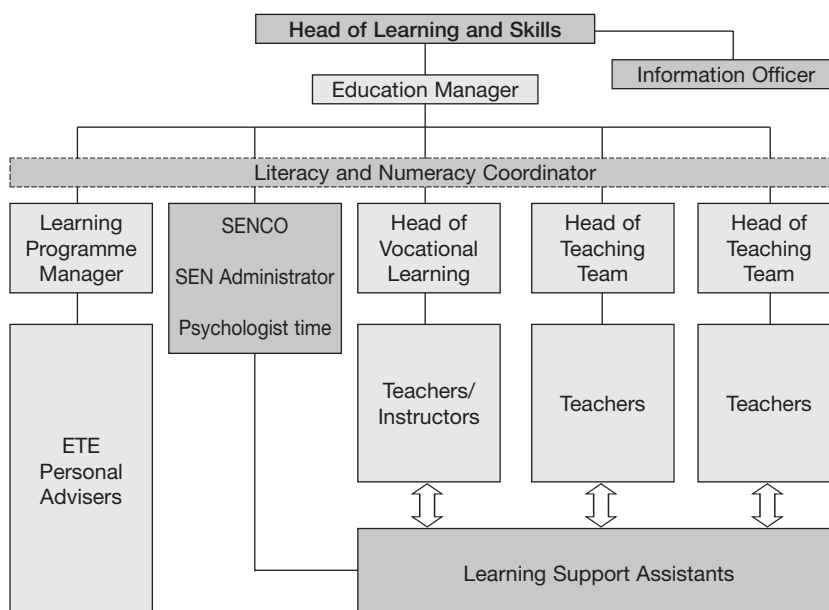 Head of Learning and Skills
Information Officer
Education Manager
Literacy and Numeracy Coordinator
Learning
Programme
Manager
SENCO
SEN Administrator
Psychologist time
Head of
Vocational
Learning
Head of
Teaching
Team
Head of
Teaching
Team
ETE
Personal
Advisers
Teachers/
Instructors
Teachers
Teachers
Learning Support Assistants